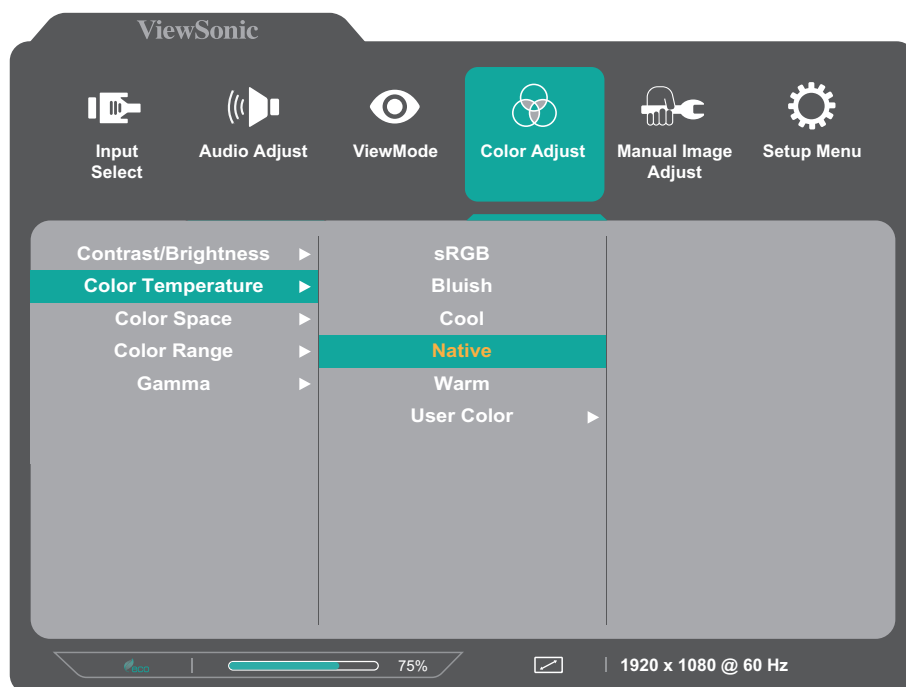 ViewSonic
Input
Select
Audio Adjust
ViewMode
Color Adjust
Manual Image
Adjust
Setup Menu
Contrast/Brightness
Color Temperature
Color Space
Color Range
Gamma
sRGB
Bluish
Cool
Native
Warm
User Color
eco
75%
1920 x 1080 @ 60 Hz